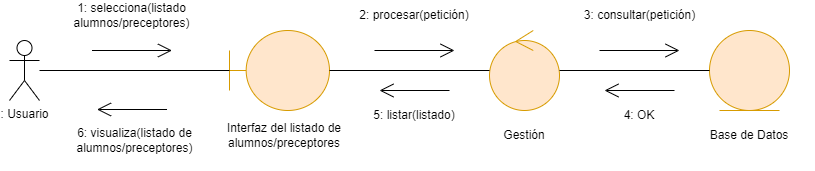 1: selecciona(listado
alumnos/preceptores)
2: procesar(petición)
3: consultar(petición)
: Usuario
6: visualiza(listado de
alumnos/preceptores)
Interfaz del listado de
alumnos/preceptores
5: listar(listado)
Gestión
4: OK
Base de Datos